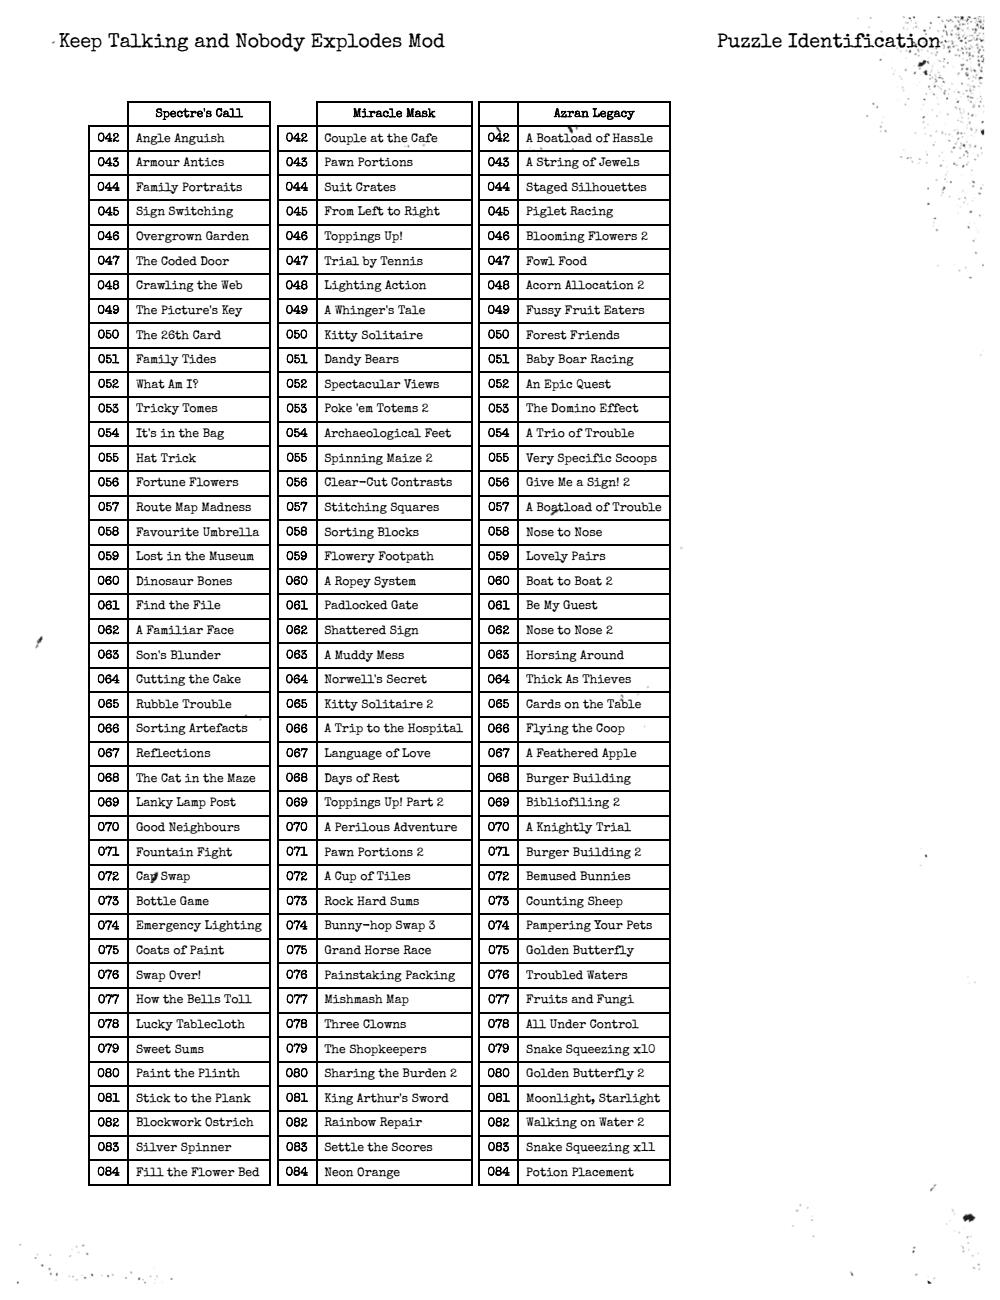 Keep Talking and Nobody Explodes Mod Puzzle Identification
Spectre's Call Miracle Mask Azran Legacy
042 Angle Anguish 042 Couple at the Cafe 042 A Boatload of Hassle
043 Armour Antics 043 Pawn Portions 043 A String of Jewels
044 Family Portraits 044 Suit Crates 044 Staged Silhouettes
045 Sign Switching 045 From Left to Right 045 Piglet Racing
046 Overgrown Garden 046 Toppings Up! 046 Blooming Flowers 2
047 The Coded Door 047 Trial by Tennis 047 Fowl Food
048 Crawling the Web 048 Lighting Action 048 Acorn Allocation 2
049 The Picture's Key 049 A Whinger's Tale 049 Fussy Fruit Eaters
050 The 26th Card 050 Kitty Solitaire 050 Forest Friends
051 Family Tides 051 Dandy Bears 051 Baby Boar Racing
052 What Am I? 052 Spectacular Views 052 An Epic Quest
053 Tricky Tomes 053 Poke 'em Totems 2 053 The Domino Effect
054 It's in the Bag 054 Archaeological Feet 054 A Trio of Trouble
055 Hat Trick 055 Spinning Maize 2 055 Very Specific Scoops
056 Fortune Flowers 056 Clear-Cut Contrasts 056 Give Me a Sign! 2
057 Route Map Madness 057 Stitching Squares 057 A Boatload of Trouble
058 Favourite Umbrella 058 Sorting Blocks 058 Nose to Nose
059 Lost in the Museum 059 Flowery Footpath 059 Lovely Pairs
060 Dinosaur Bones 060 A Ropey System 060 Boat to Boat 2
061 Find the File 061 Padlocked Gate 061 Be My Guest
062 A Familiar Face 062 Shattered Sign 062 Nose to Nose 2
063 Son's Blunder 063 A Muddy Mess 063 Horsing Around
064 Cutting the Cake 064 Norwell's Secret 064 Thick As Thieves
065 Rubble Trouble 065 Kitty Solitaire 2 065 Cards on the Table
066 Sorting Artefacts 066 A Trip to the Hospital 066 Flying the Coop
067 Reflections 067 Language of Love 067 A Feathered Apple
068 The Cat in the Maze 068 Days of Rest 068 Burger Building
069 Lanky Lamp Post 069 Toppings Up! Part 2 069 Bibliofiling 2
070 Good Neighbours 070 A Perilous Adventure 070 A Knightly Trial
071 Fountain Fight 071 Pawn Portions 2 071 Burger Building 2
072 Cay Swap 072 A Cup of Tiles 072 Bemused Bunnies
073 Bottle Game 073 Rock Hard Sums 073 Counting Sheep
074 Emergency Lighting 074 Bunny-hop Swap 3 074 Pampering Your Pets
075 Coats of Paint 075 Grand Horse Race 075 Golden Butterfly
076 Swap Over! 076 Painstaking Packing 076 Troubled Waters
077 How the Bells Toll 077 Mishmash Map 077 Fruits and Fungi
078 Lucky Tablecloth 078 Three Clowns 078 All Under Control
079 Sweet Sums 079 The Shopkeepers 079 Snake Squeezing x10
080 Paint the Plinth 080 Sharing the Burden 2 080 Golden Butterfly 2
081 Stick to the Plank 081 King Arthur's Sword 081 Moonlight, Starlight
082 Blockwork Ostrich 082 Rainbow Repair 082 Walking on Water 2
083 Silver Spinner 083 Settle the Scores 083 Snake Squeezing x11
084 Fill the Flower Bed 084 Neon Orange 084 Potion Placement